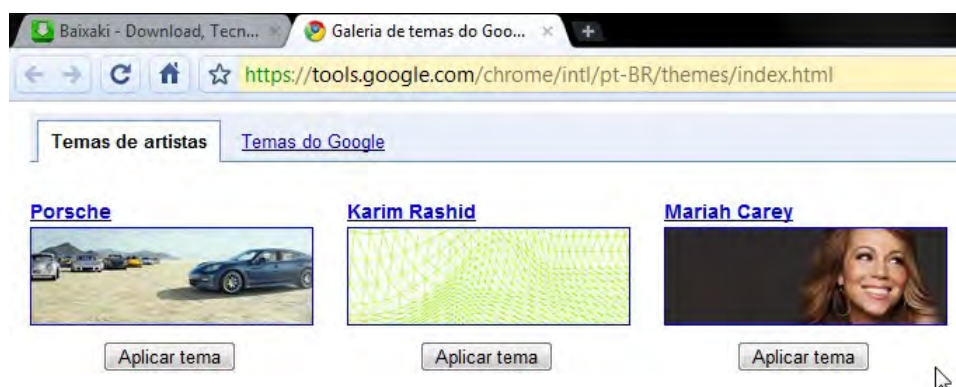 Baixaki - Download, Tecn... Galeria de temas do Goo...
https://tools.google.com/chrome/intl/pt-BR/themes/index.html
Temas de artistas Temas do Google
Porsche Karim Rashid Mariah Carey
Aplicar tema Aplicar tema Aplicar tema